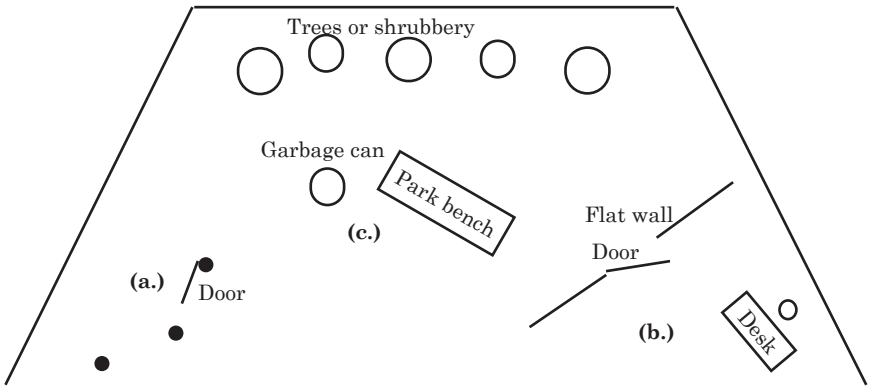 Trees or shrubbery
Garbage can
Park bench
(c.)
Flat wall
Door
(a.)
Door
(b.)
Desk